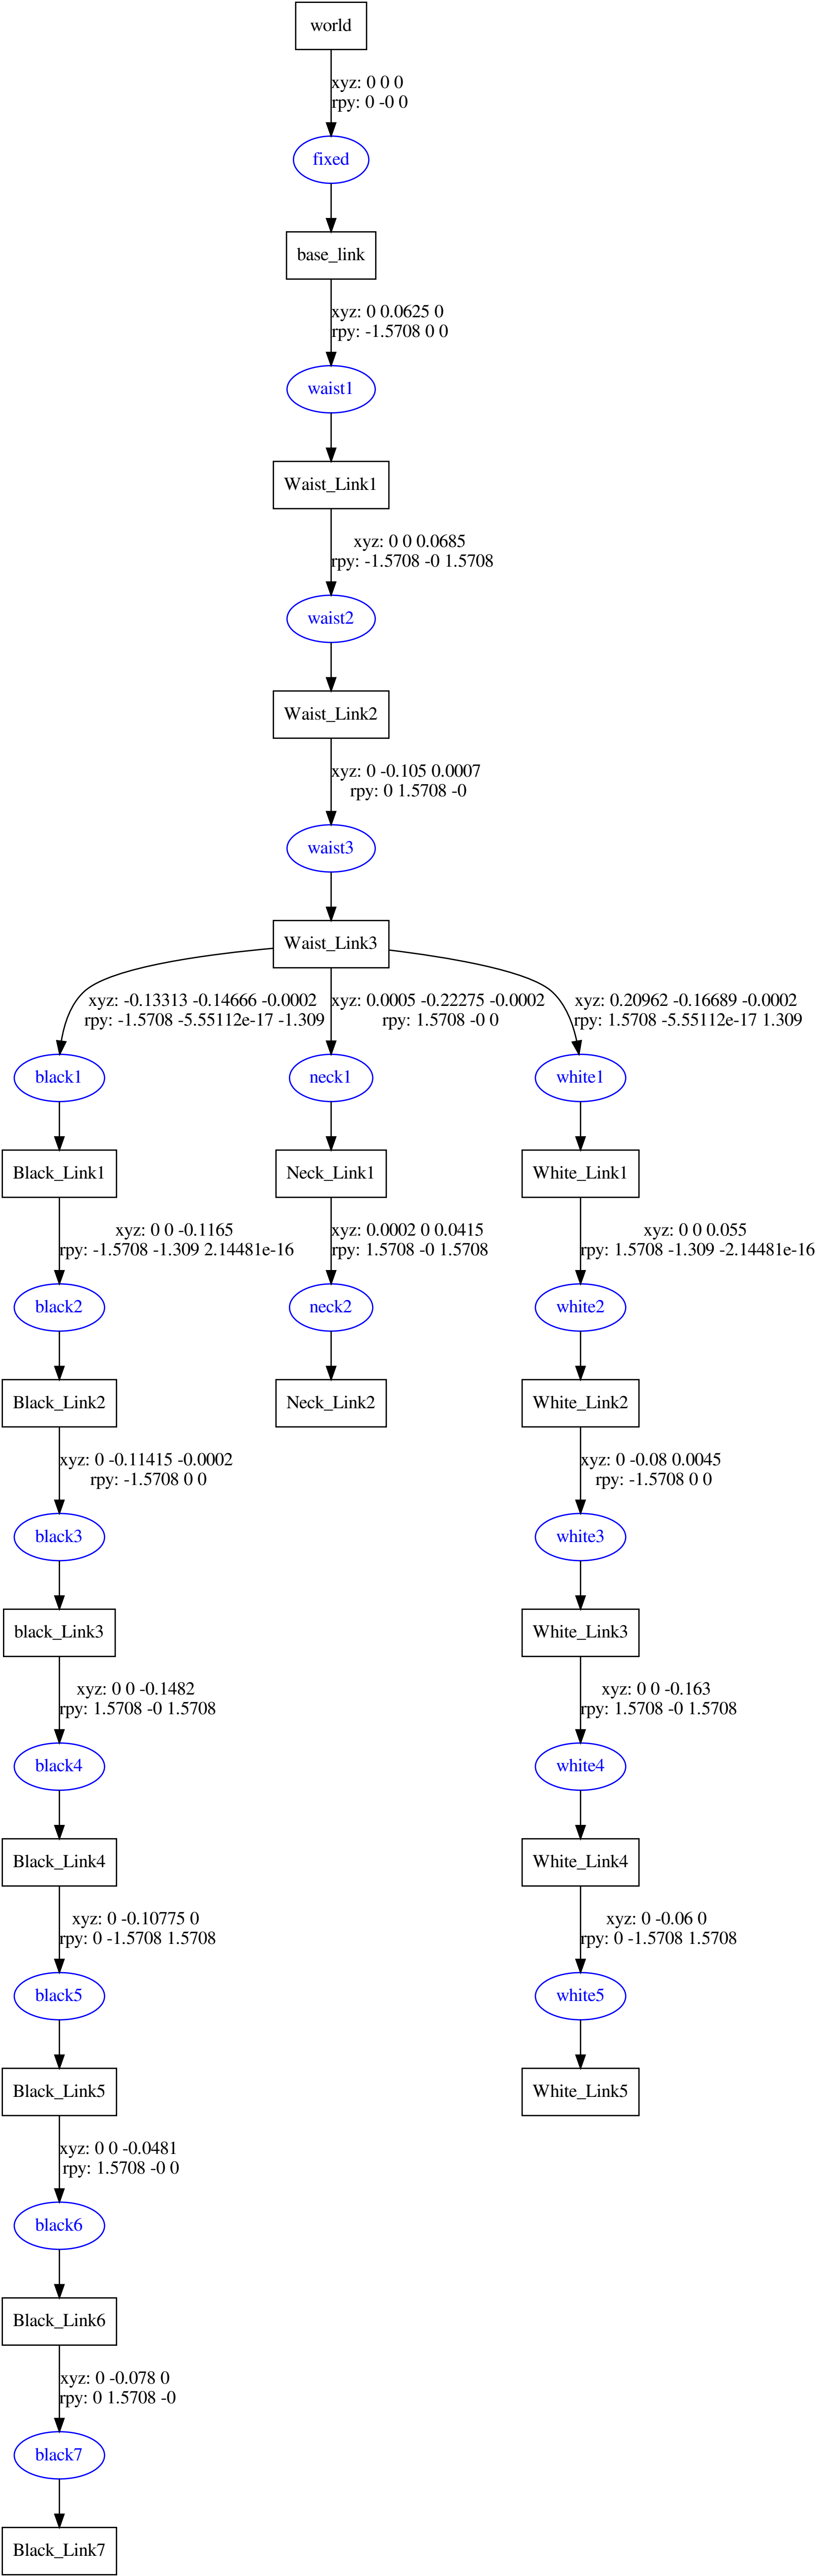 world
xyz: 0 0 0
rpy: 0 -0 0
fixed
base_link
xyz: 0 0.0625 0
rpy: -1.5708 0 0
waist1
Waist_Link1
xyz: 0 0 0.0685
rpy: -1.5708 -0 1.5708
waist2
Waist_Link2
xyz: 0 -0.105 0.0007
rpy: 0 1.5708 -0
waist3
Waist_Link3
xyz: -0.13313 -0.14666 -0.0002
rpy: -1.5708 -5.55112e-17 -1.309
xyz: 0.0005 -0.22275 -0.0002
rpy: 1.5708 -0 0
xyz: 0.20962 -0.16689 -0.0002
rpy: 1.5708 -5.55112e-17 1.309
black1
neck1
white1
Black_Link1
Neck_Link1
White_Link1
xyz: 0 0 -0.1165
rpy: -1.5708 -1.309 2.14481e-16
xyz: 0.0002 0 0.0415
rpy: 1.5708 -0 1.5708
xyz: 0 0 0.055
rpy: 1.5708 -1.309 -2.14481e-16
black2
neck2
white2
Black_Link2
Neck_Link2
White_Link2
xyz: 0 -0.11415 -0.0002
rpy: -1.5708 0 0
xyz: 0 -0.08 0.0045
rpy: -1.5708 0 0
black3
white3
black_Link3
White_Link3
xyz: 0 0 -0.1482
rpy: 1.5708 -0 1.5708
xyz: 0 0 -0.163
rpy: 1.5708 -0 1.5708
black4
white4
Black_Link4
White_Link4
xyz: 0 -0.10775 0
rpy: 0 -1.5708 1.5708
xyz: 0 -0.06 0
rpy: 0 -1.5708 1.5708
black5
white5
Black_Link5
White_Link5
xyz: 0 0 -0.0481
rpy: 1.5708 -0 0
black6
Black_Link6
xyz: 0 -0.078 0
rpy: 0 1.5708 -0
black7
Black_Link7